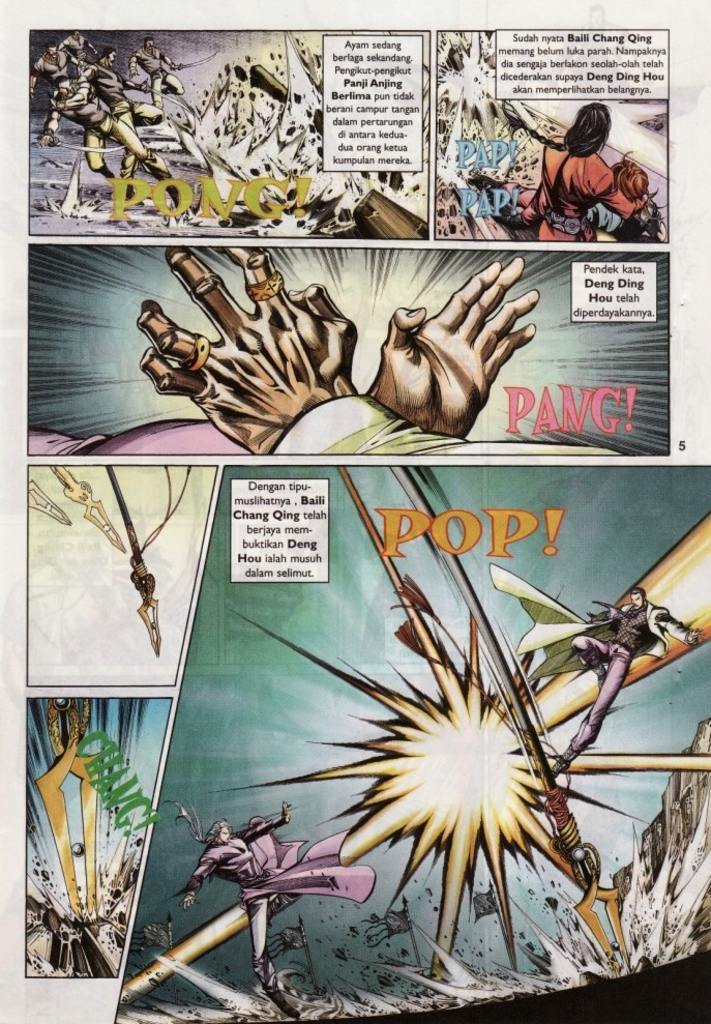 Ayam sedang
berlaga sekandang.
Pengikut-pengikut
Panji Anjing
Berlima pun tidak
berani campur tangan
dalam pertarungan
di antara kedua-
dua orang ketua
kumpulan mereka.
PONG!
Sudah nyata Baili Chang Qing
memang belum luka parah. Nampaknya
dia sengaja berlakon seolah-olah telah
dicederakan supaya Deng Ding Hou
akan memperlihatkan belangnya.
PAP!
PAP!
Pendek kata,
Deng Ding
Hou telah
diperdayakannya.
PANG!
5
Dengan tipu-
muslihatnya , Baili
Chang Qing telah
berjaya mem-
buktikan Deng
Hou ialah musuh
dalam selimut.
POP!
CHANG!